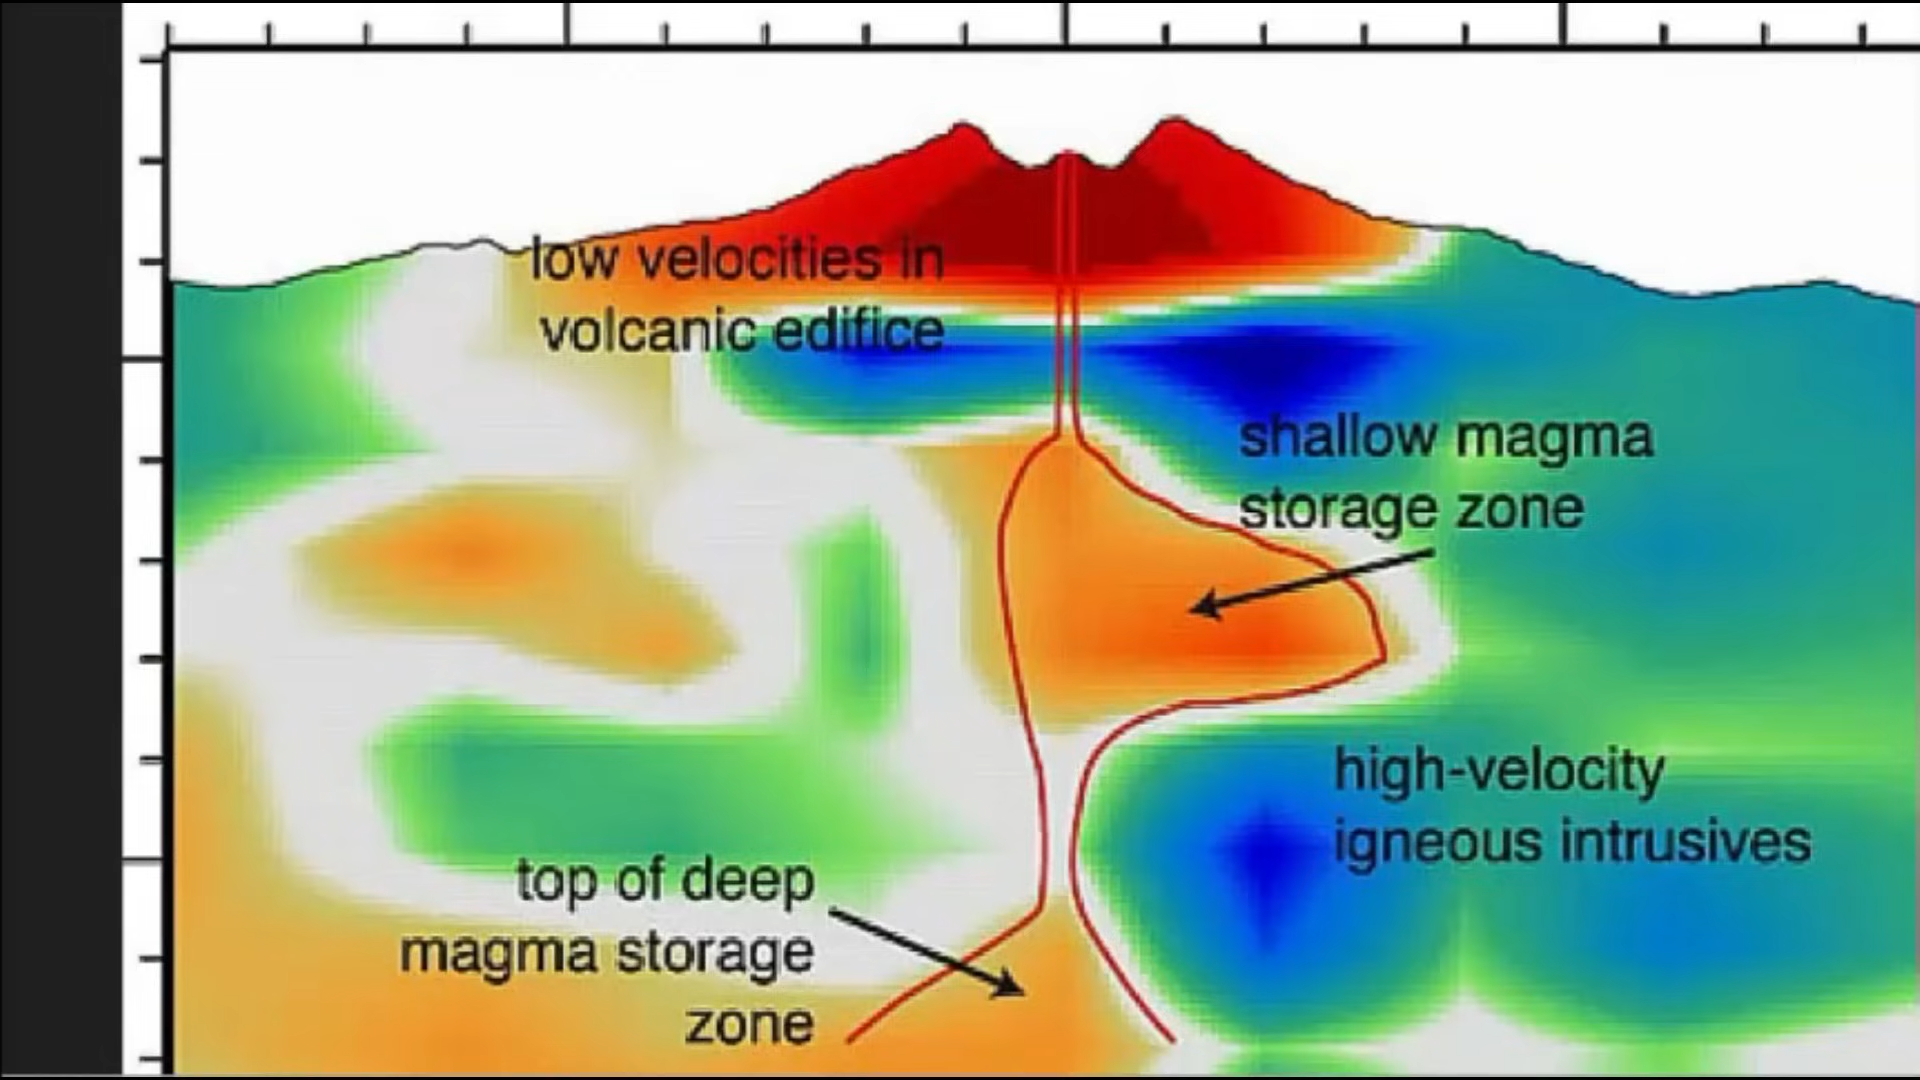 low velocities in
volcanic edifice
shallow magma
storage zone
high-velocity
igneous intrusives
top of deep
magma storage
zone